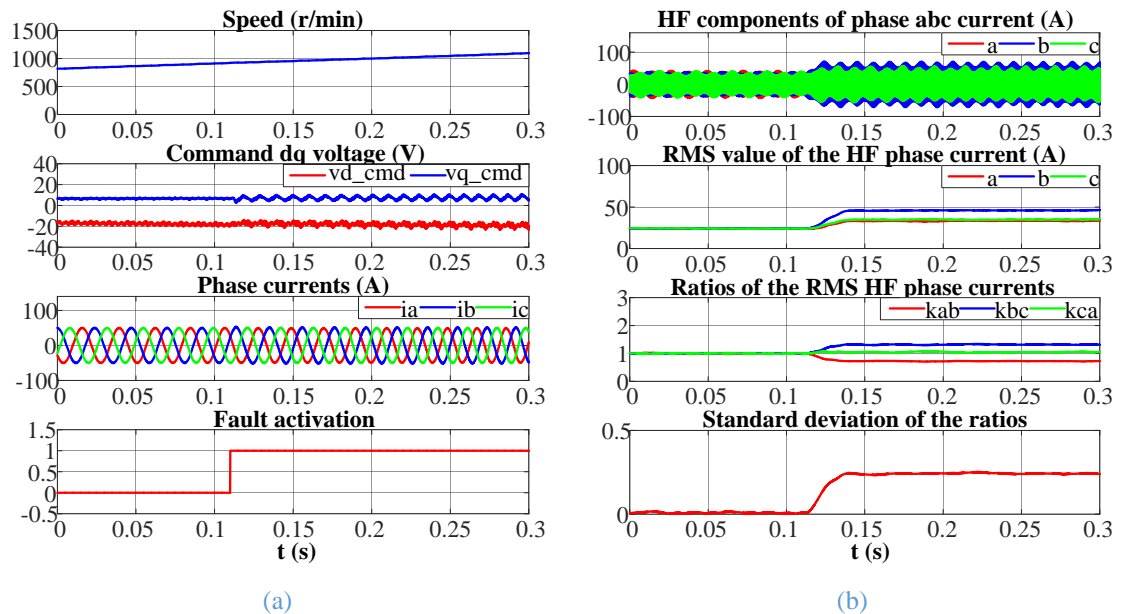 Speed (r/min)
1500
1000
500
0
0 0.05 0.1 0.15 0.2 0.25 0.3
Command dq voltage (V)
40
20
0
-20
-40
vd_cmd vq_cmd
0 0.05 0.1 0.15 0.2 0.25 0.3
Phase currents (A)
100
0
-100
ia ib ic
0 0.05 0.1 0.15 0.2 0.25 0.3
Fault activation
1.5
1
0.5
0
-0.5
0 0.05 0.1 0.15 0.2 0.25 0.3
t (s)
(a)
HF components of phase abc current (A)
100
0
-100
a b c
0 0.05 0.1 0.15 0.2 0.25 0.3
RMS value of the HF phase current (A)
100
50
0
a b c
0 0.05 0.1 0.15 0.2 0.25 0.3
Ratios of the RMS HF phase currents
3
2
1
0
kab kbc kca
0 0.05 0.1 0.15 0.2 0.25 0.3
Standard deviation of the ratios
0.5
0
0 0.05 0.1 0.15 0.2 0.25 0.3
t (s)
(b)